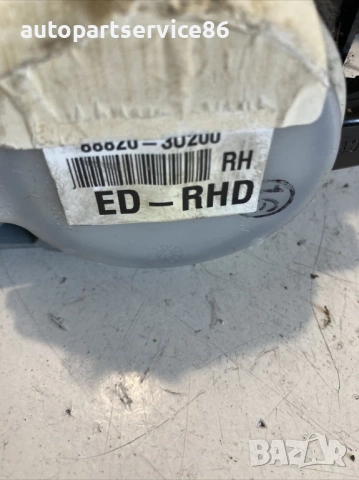 autopartservice86
88820-3U200
RH
ED-RHD
BAZAR